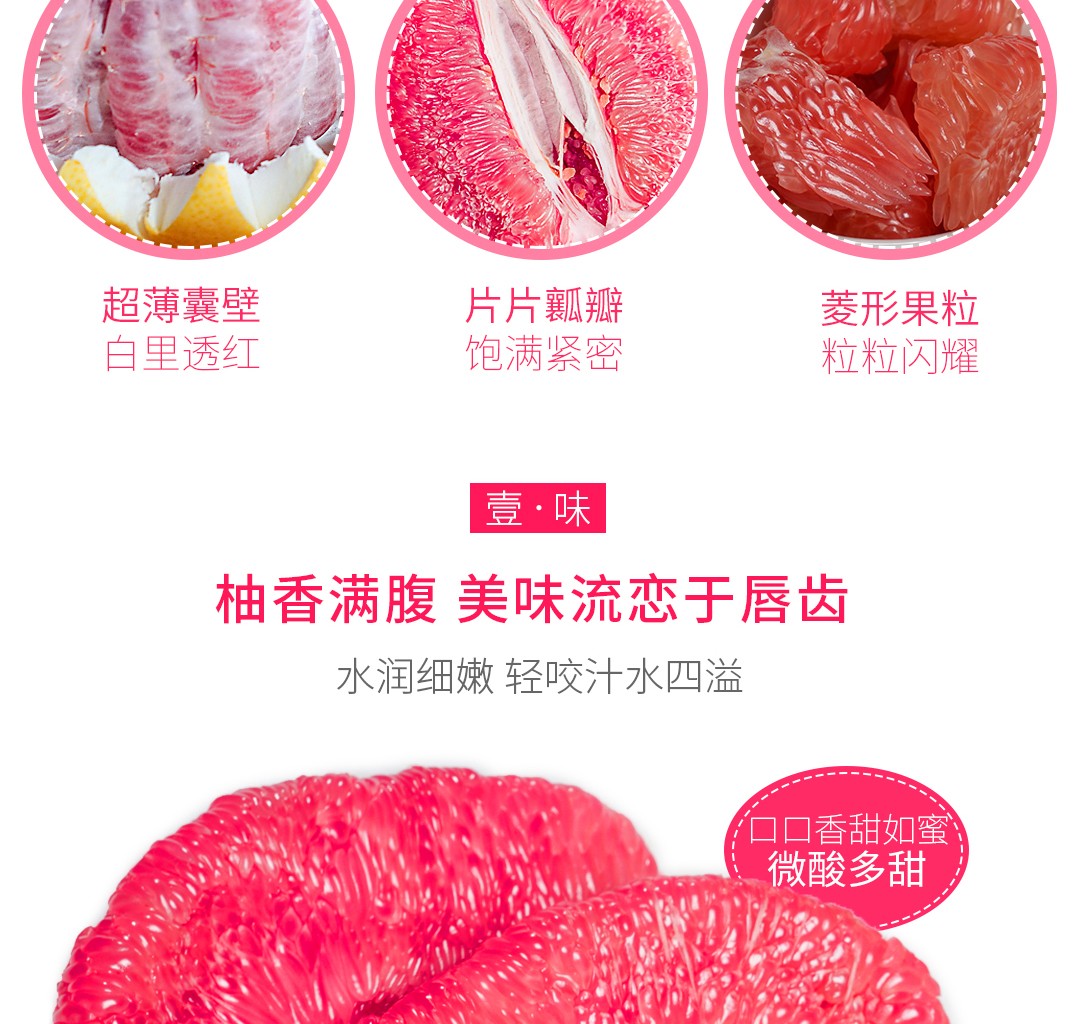 超薄囊壁
白里透红
片片瓤瓣
饱满紧密
菱形果粒
粒粒闪耀
壹·味
柚香满腹 美味流恋于唇齿
水润细嫩 轻咬汁水四溢
口口香甜如蜜
微酸多甜